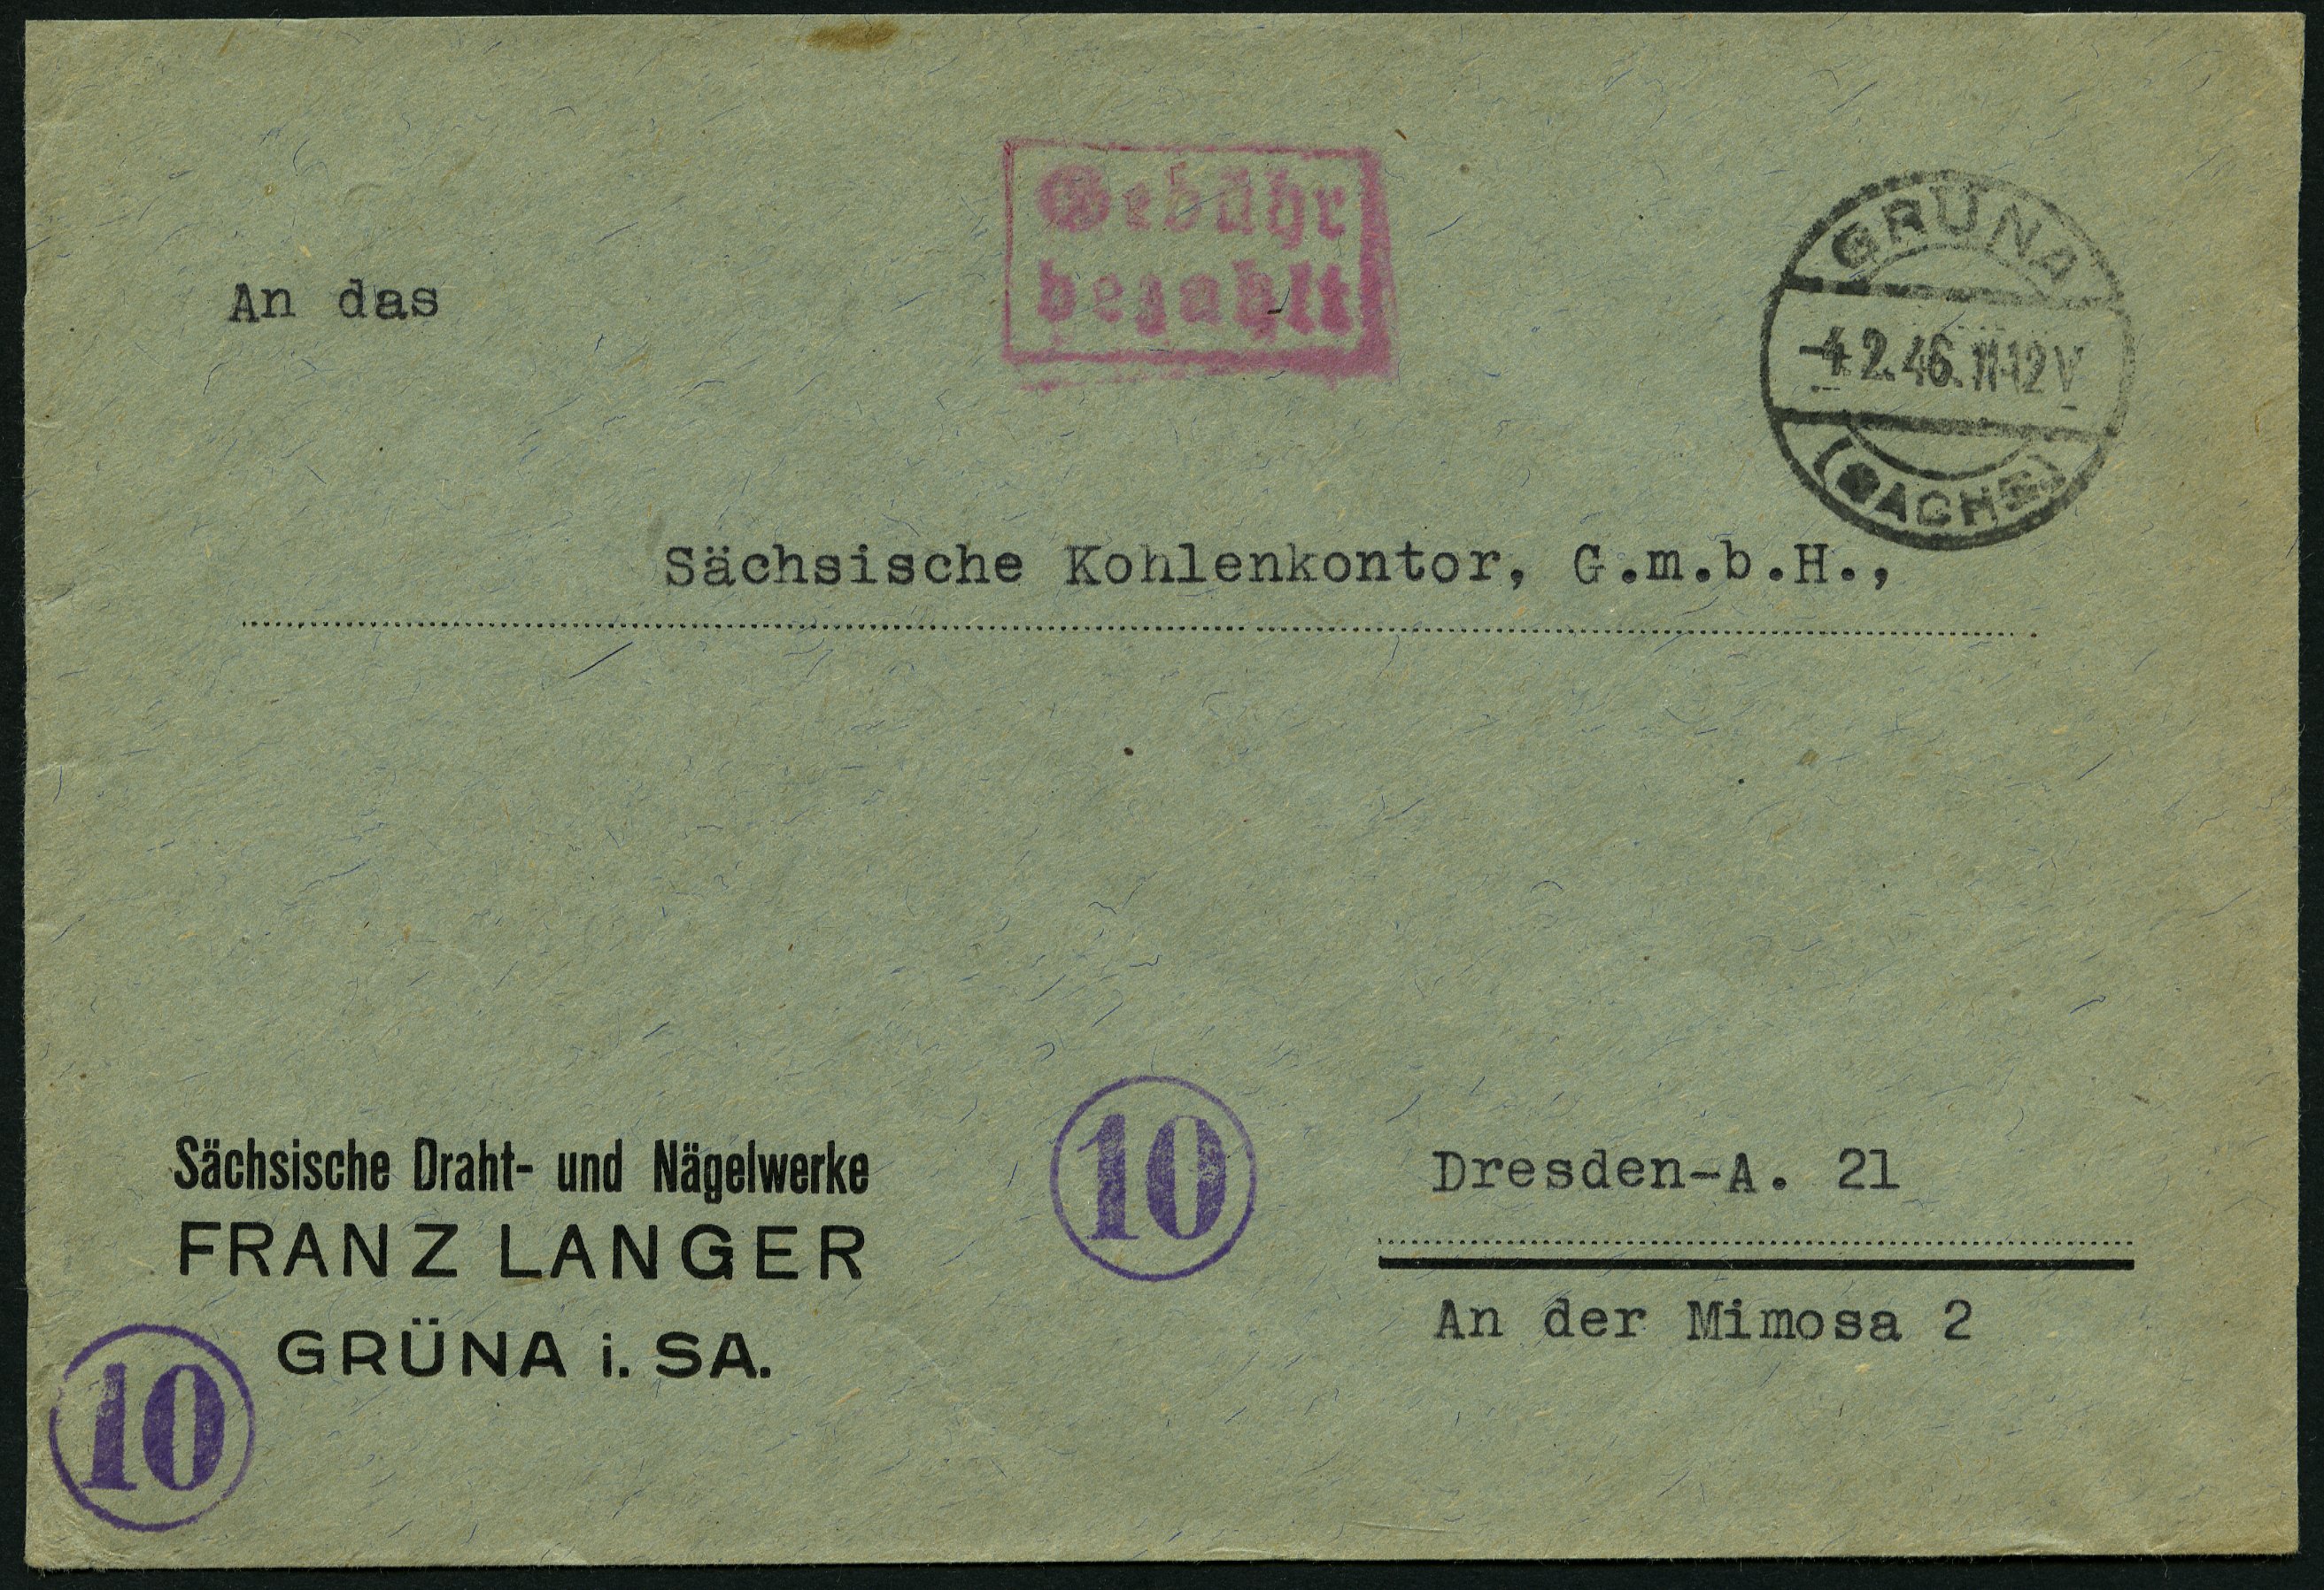 Gebühr
bezahlt
GRÜNA
2.46.11-12V
(SACHS)
An das
Sächsische Kohlenkontor, G.m.b.H.,
Sächsische Draht- und Nägelwerke
FRANZ LANGER
GRÜNA i. SA.
10
10
Dresden-A. 21
An der Mimosa 2